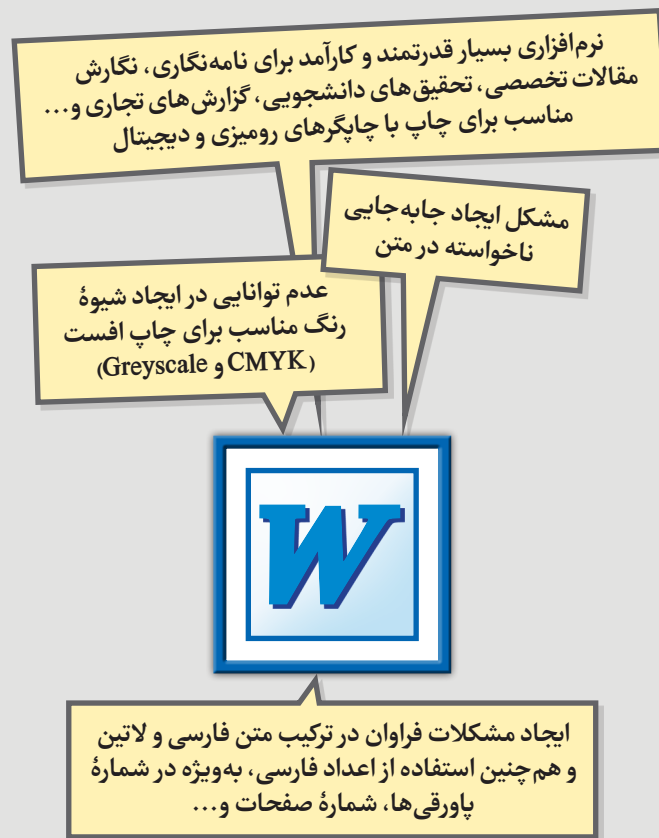 نرم‌افزاری بسیار قدرتمند و کارآمد برای نامه‌نگاری، نگارش
مقالات تخصصی، تحقیق‌های دانشجویی، گزارش‌های تجاری و...
مناسب برای چاپ با چاپگرهای رومیزی و دیجیتال
مشکل ایجاد جابه‌جایی
ناخواسته در متن
عدم توانایی در ایجاد شیوهٔ
رنگ مناسب برای چاپ افست
(CMYK و Greyscale)
W
ایجاد مشکلات فراوان در ترکیب متن فارسی و لاتین
و هم‌چنین استفاده از اعداد فارسی، به‌ویژه در شمارهٔ
پاورقی‌ها، شمارهٔ صفحات و...